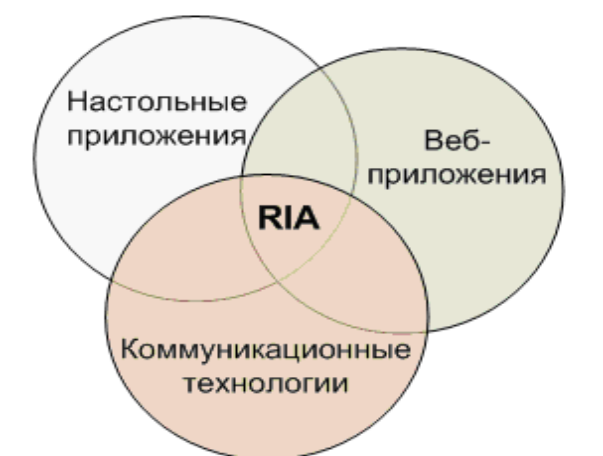 Настольные
приложения
Веб-
приложения
RIA
Коммуникационные
технологии